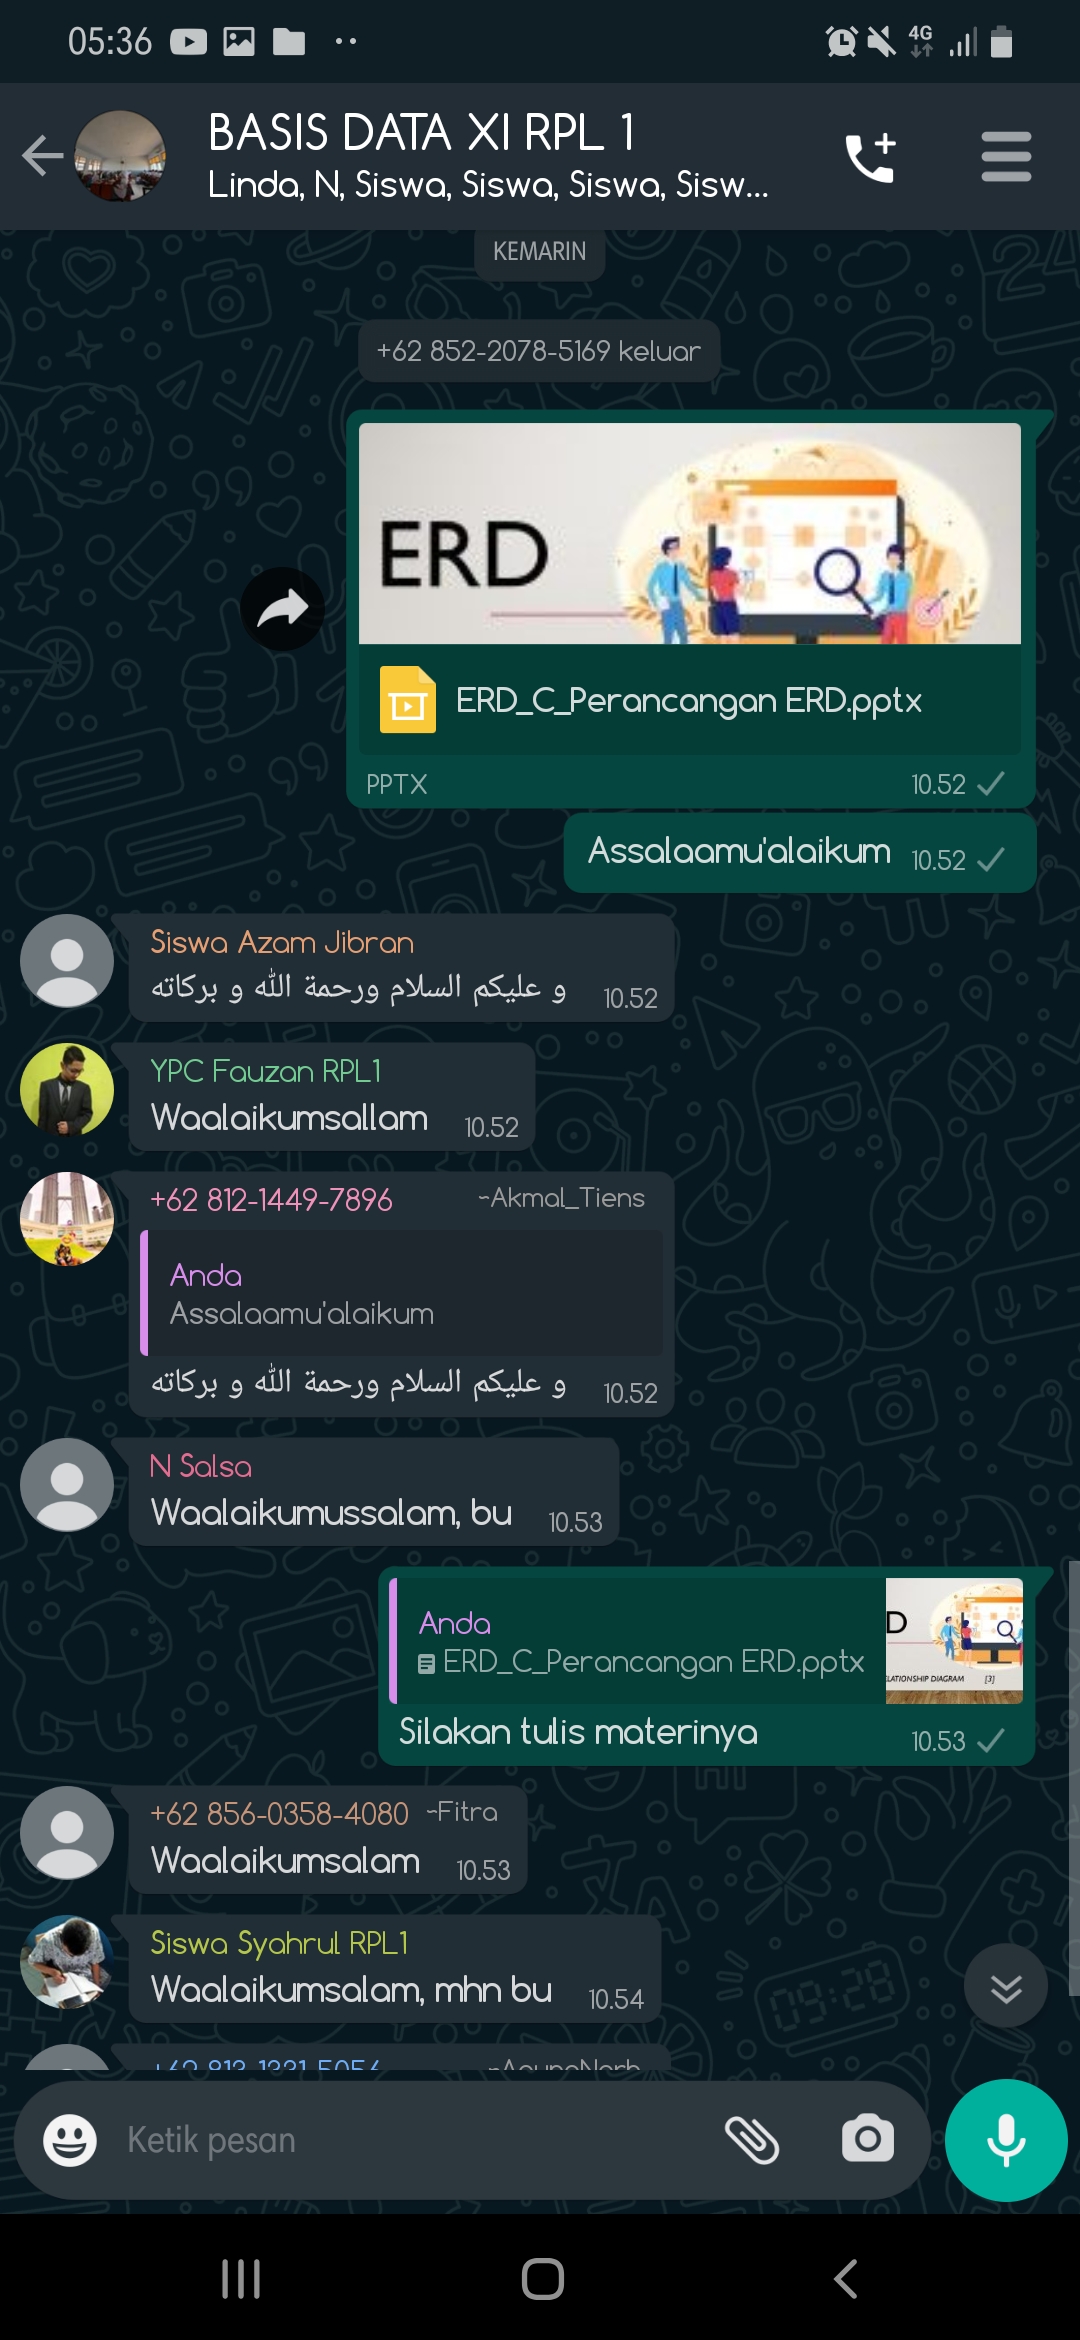 05:36
4G
BASIS DATA XI RPL 1
Linda, N, Siswa, Siswa, Siswa, Sisw...
KEMARIN
+62 852-2078-5169 keluar
ERD
ERD_C_Perancangan ERD.pptx
PPTX 10.52
Assalaamu'alaikum 10.52
Siswa Azam Jibran
و عليكم السلام ورحمة الله و بركاته 10.52
YPC Fauzan RPL1
Waalaikumsallam 10.52
+62 812-1449-7896 ~Akmal_Tiens
Anda
Assalaamu'alaikum
و عليكم السلام ورحمة الله و بركاته 10.52
N Salsa
Waalaikumussalam, bu 10.53
Anda
ERD_C_Perancangan ERD.pptx
D
LATIONSHIP DIAGRAM [3]
Silakan tulis materinya 10.53
+62 856-0358-4080 ~Fitra
Waalaikumsalam 10.53
Siswa Syahrul RPL1
Waalaikumsalam, mhn bu 10.54
+62 813-1331-5056
Ketik pesan